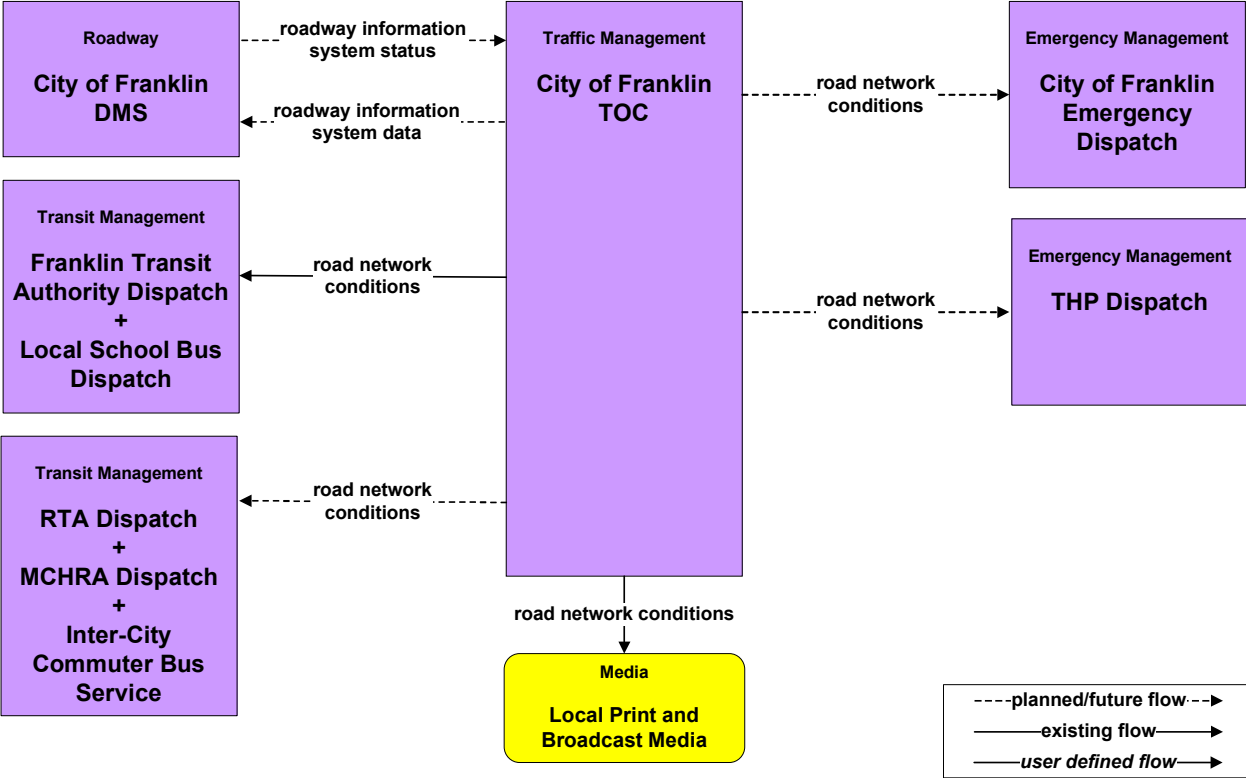 Roadway
City of Franklin
DMS
roadway information
system status
roadway information
system data
Traffic Management
City of Franklin
TOC
Emergency Management
City of Franklin
Emergency
Dispatch
road network
conditions
Transit Management
Franklin Transit
Authority Dispatch
+
Local School Bus
Dispatch
road network
conditions
Emergency Management
THP Dispatch
road network
conditions
Transit Management
RTA Dispatch
+
MCHRA Dispatch
+
Inter-City
Commuter Bus
Service
road network
conditions
road network conditions
Media
Local Print and
Broadcast Media
planned/future flow
existing flow
user defined flow